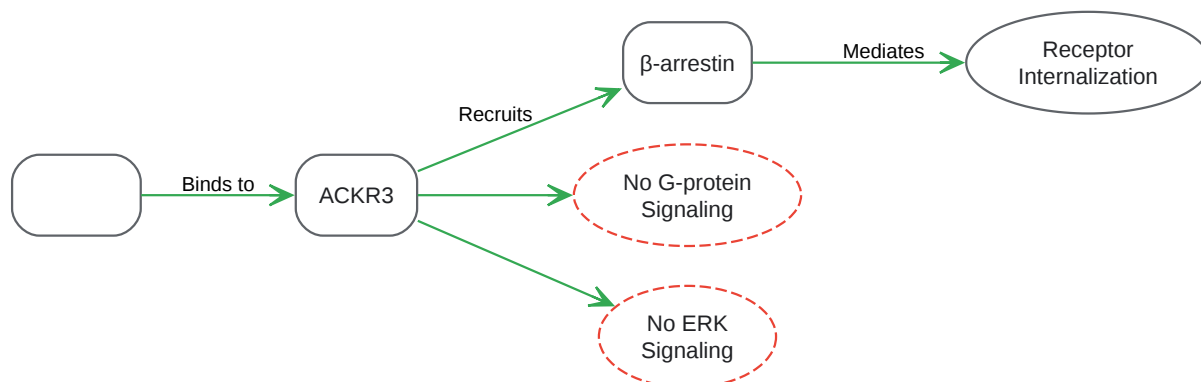 β-arrestin
Mediates
Receptor
Internalization
Recruits
Binds to
ACKR3
No G-protein
Signaling
No ERK
Signaling